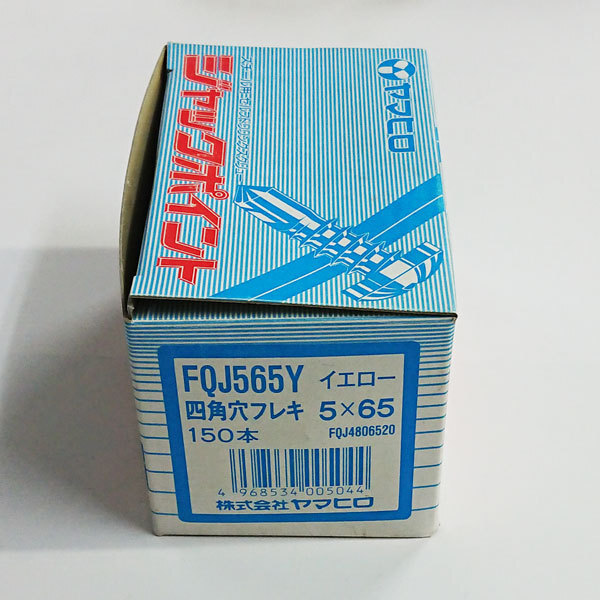 ヤマヒロ
ジャックポイント
FQJ565Y イエロー
四角穴フレキ 5×65
150本 FQJ4806520
4 968534 005044
株式会社 ヤマヒロ